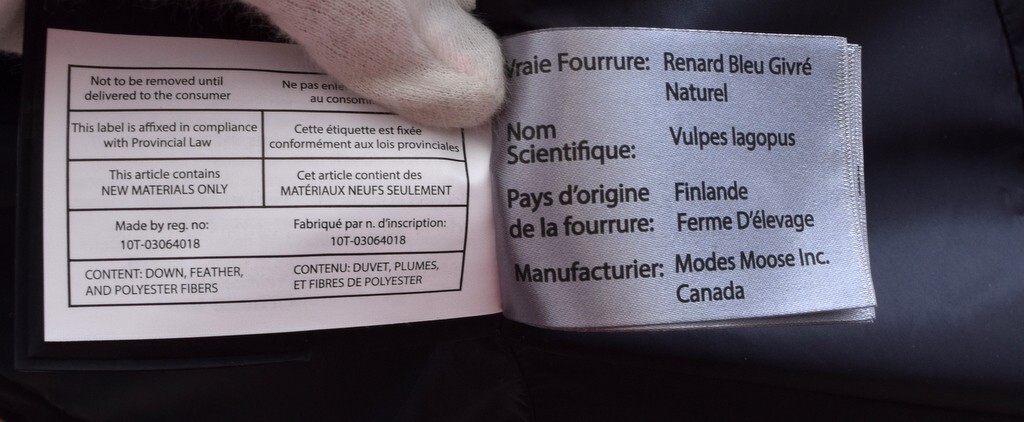 Not to be removed until
delivered to the consumer
Ne pas
au
This label is affixed in compliance
with Provincial Law
Cette étiquette est fixée
conformément aux lois provinciales
This article contains
NEW MATERIALS ONLY
Cet article contient des
MATÉRIAUX NEUFS SEULEMENT
Made by reg. no:
10T-03064018
Fabriqué par n. d'inscription:
10T-03064018
CONTENT: DOWN, FEATHER,
AND POLYESTER FIBERS
CONTENU: DUVET, PLUMES,
ET FIBRES DE POLYESTER
Vraie Fourrure: Renard Bleu Givré
Naturel
Nom
Scientifique: Vulpes lagopus
Pays d'origine Finlande
de la fourrure: Ferme D'élevage
Manufacturier: Modes Moose Inc.
Canada